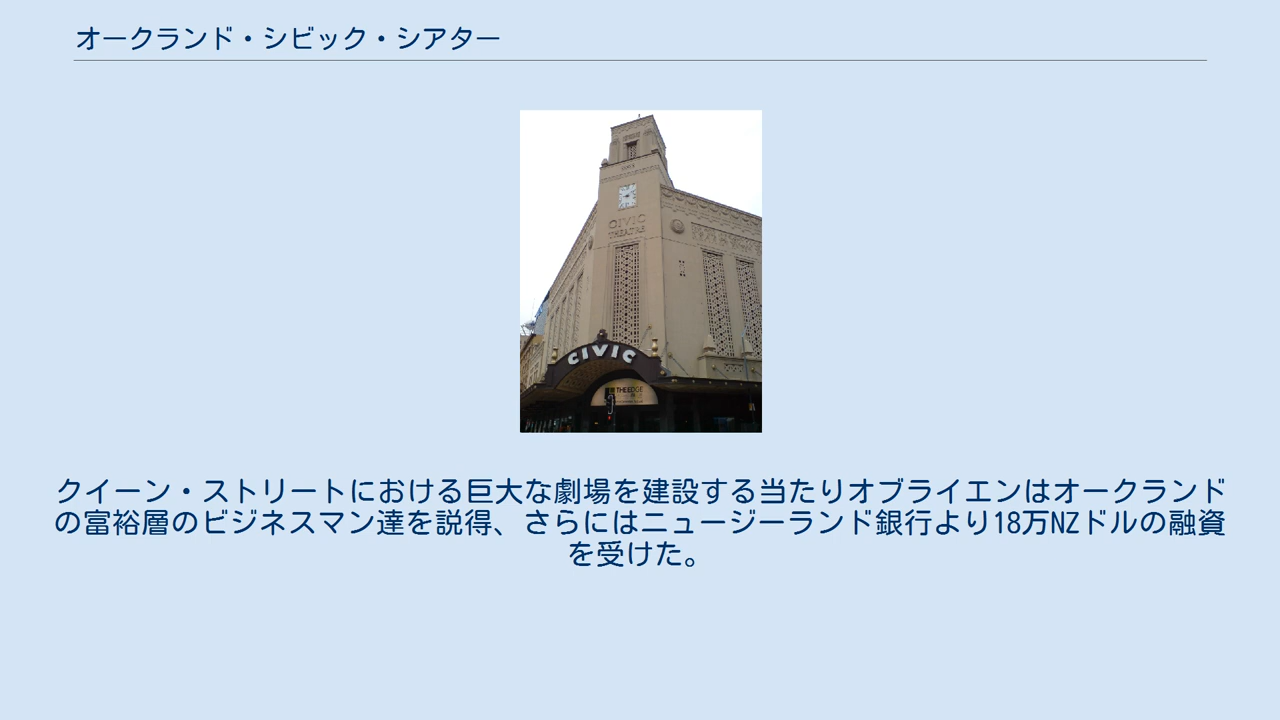 オークランド・シビック・シアター
CIVIC
THEATRE
CIVIC
THE EDGE
クイーン・ストリートにおける巨大な劇場を建設する当たりオブライエンはオークランド
の富裕層のビジネスマン達を説得、さらにはニュージーランド銀行より18万NZドルの融資
を受けた。